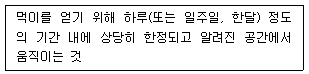 먹이를 얻기 위해 하루(또는 일주일, 한달) 정도
의 기간 내에 상당히 한정되고 알려진 공간에서
움직이는 것